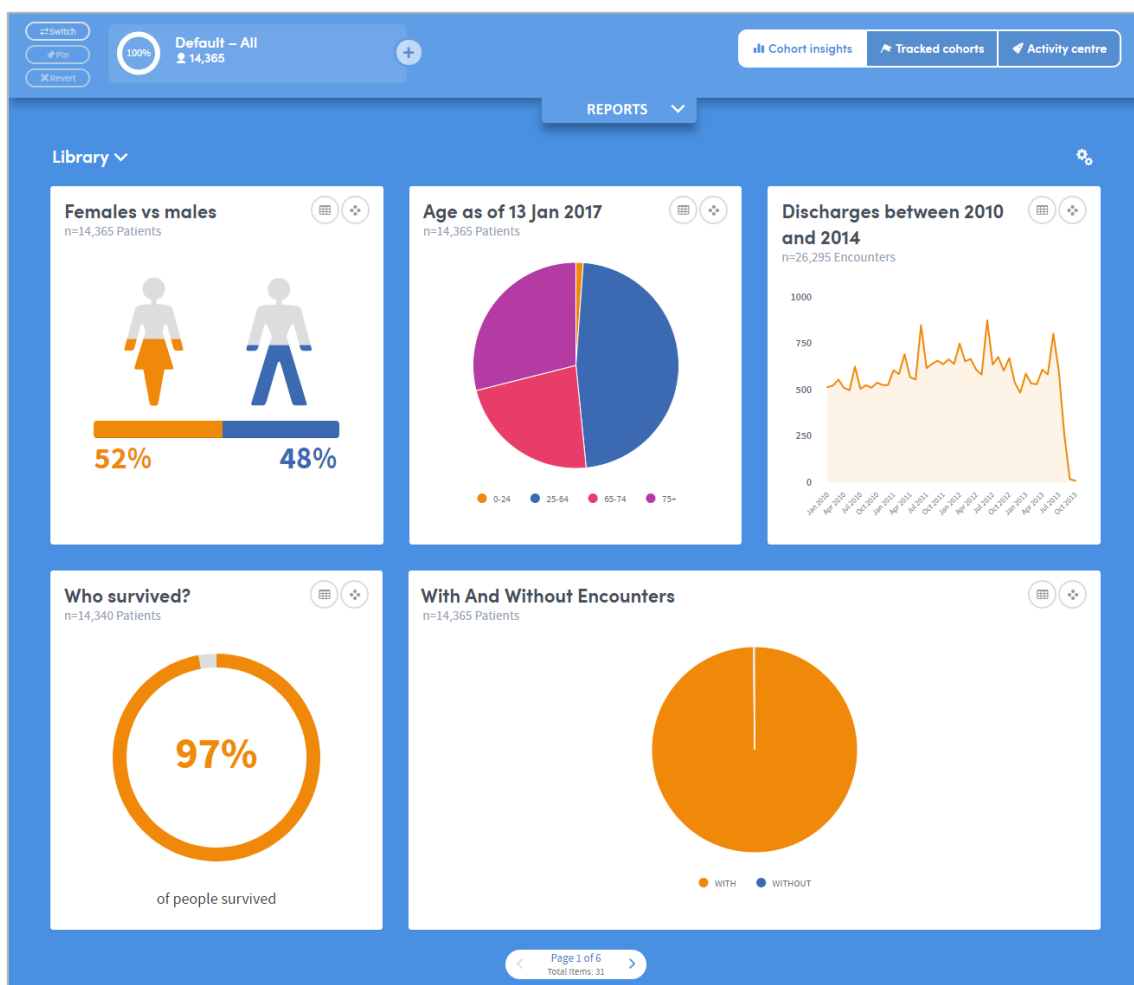 Switch
Pin
Revert
100%
Default – All
14,365
+
Cohort insights
Tracked cohorts
Activity centre
REPORTS
Library
Females vs males
n=14,365 Patients
52%
48%
Age as of 13 Jan 2017
n=14,365 Patients
0-24
25-64
65-74
75+
Discharges between 2010
and 2014
n=26,295 Encounters
1000
750
500
250
0
Jan 2010
Apr 2010
Jul 2010
Oct 2010
Jan 2011
Apr 2011
Jul 2011
Oct 2011
Jan 2012
Apr 2012
Jul 2012
Oct 2012
Jan 2013
Apr 2013
Jul 2013
Oct 2013
Who survived?
n=14,340 Patients
97%
of people survived
With And Without Encounters
n=14,365 Patients
WITH
WITHOUT
Page 1 of 6
Total Items: 31